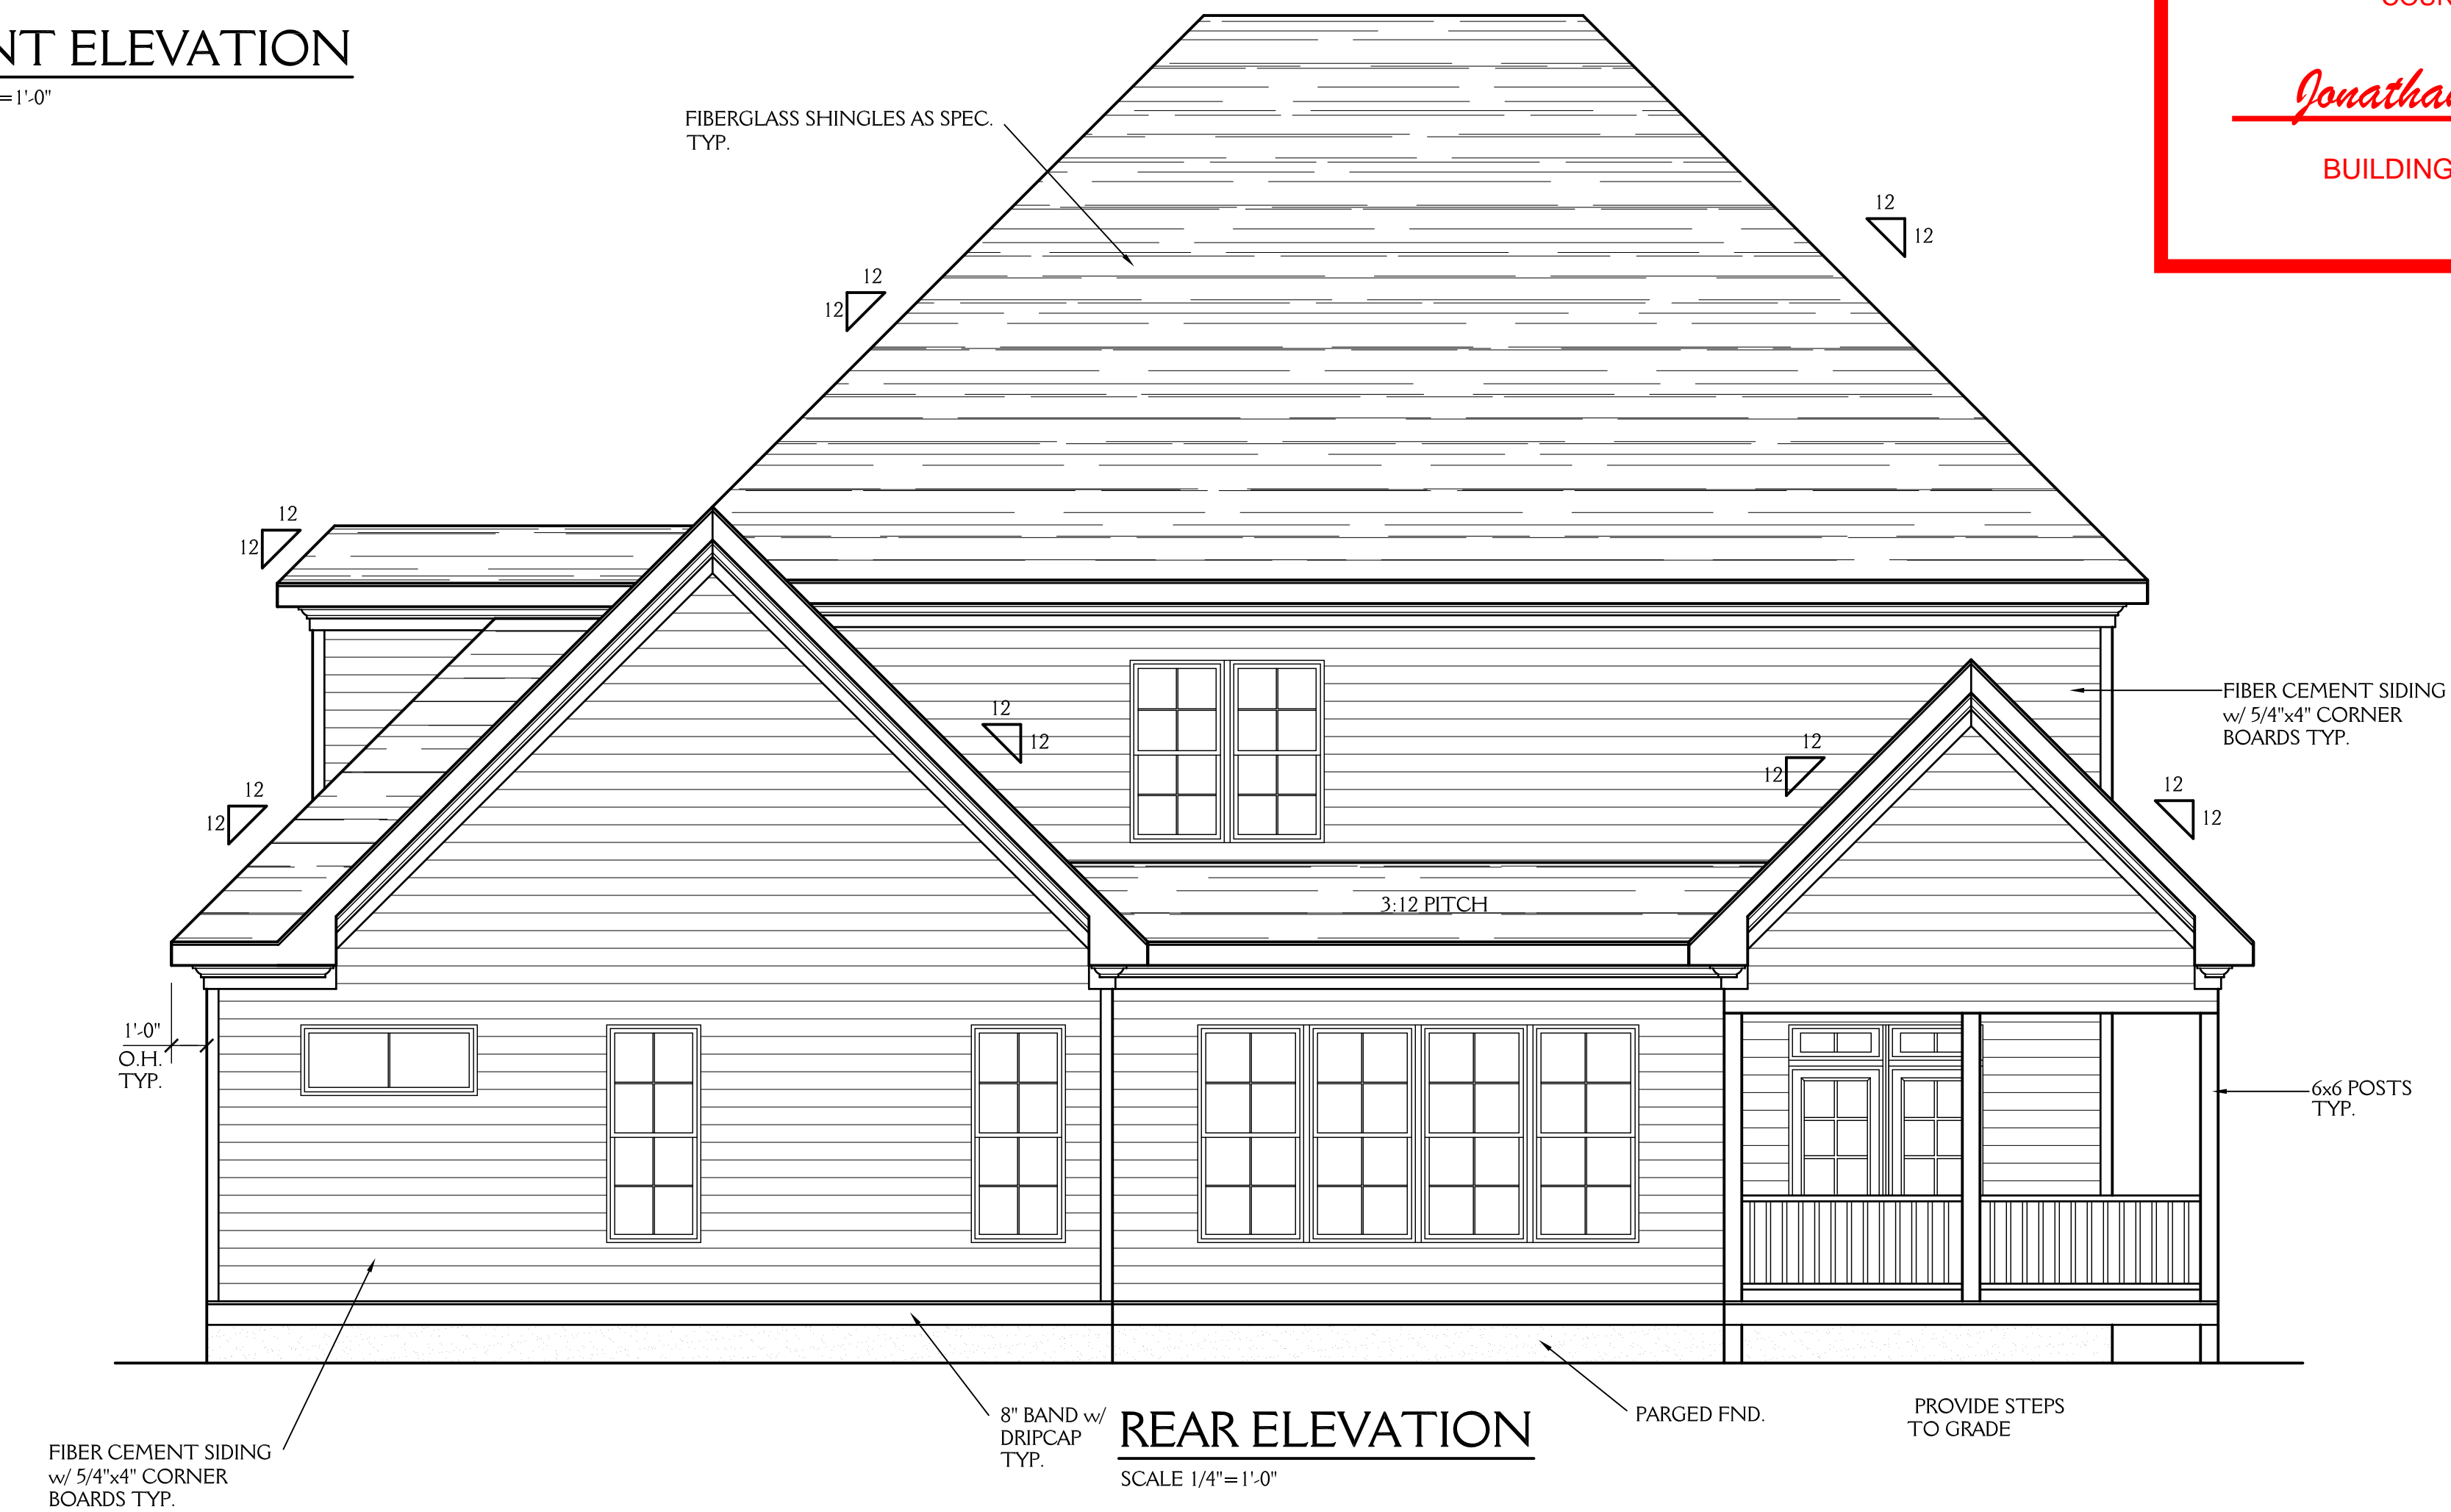 NT ELEVATION
=1'-0"
COUN
Jonatha
BUILDING
FIBERGLASS SHINGLES AS SPEC.
TYP.
12
12
12
12
12
12
12
12
12
12
12
12
12
12
FIBER CEMENT SIDING
w/ 5/4"x4" CORNER
BOARDS TYP.
3:12 PITCH
1'-0"
O.H.
TYP.
6x6 POSTS
TYP.
FIBER CEMENT SIDING
w/ 5/4"x4" CORNER
BOARDS TYP.
8" BAND w/
DRIPCAP
TYP.
REAR ELEVATION
SCALE 1/4"=1'-0"
PARGED FND.
PROVIDE STEPS
TO GRADE